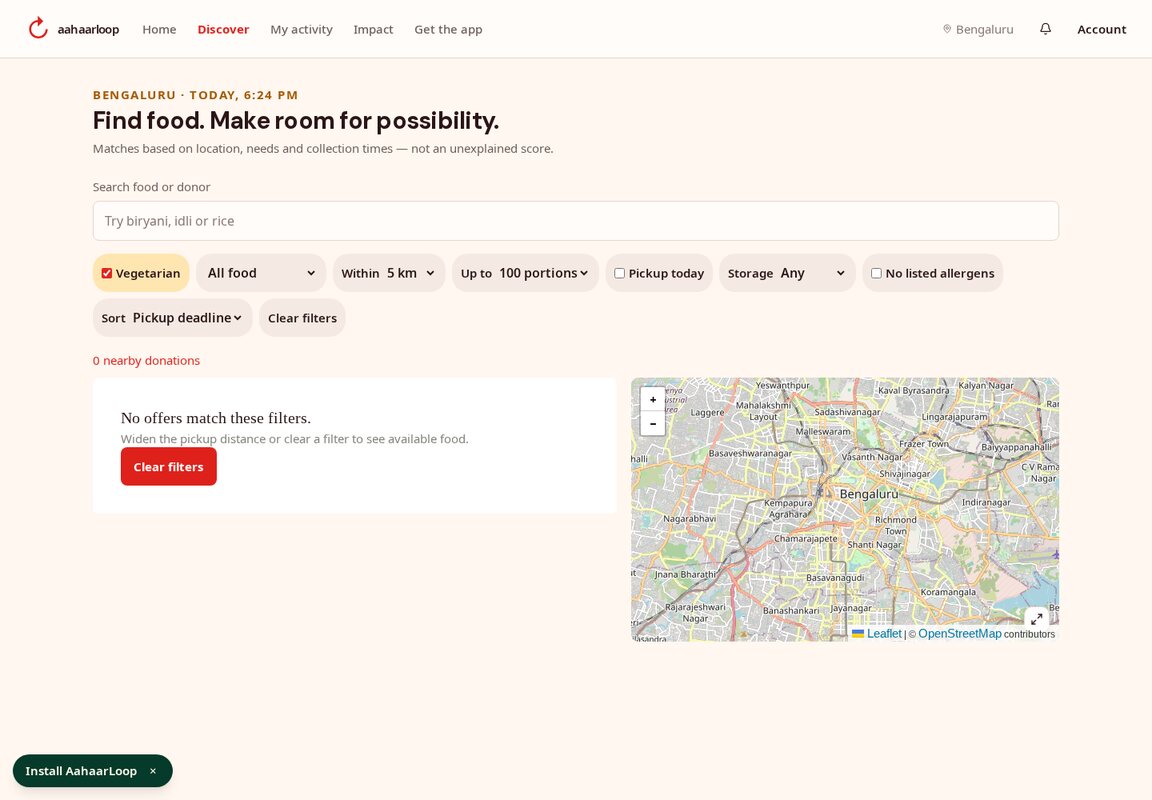 aahaarloop Home Discover My activity Impact Get the app Bengaluru Account
BENGALURU · TODAY, 6:24 PM
Find food. Make room for possibility.
Matches based on location, needs and collection times — not an unexplained score.
Search food or donor
Try biryani, idli or rice
Vegetarian All food Within 5 km Up to 100 portions Pickup today Storage Any No listed allergens
Sort Pickup deadline Clear filters
0 nearby donations
No offers match these filters.
Widen the pickup distance or clear a filter to see available food.
Clear filters
+
−
Yeswanthpur
Kaval Byrasandra
Kalyan Nagar
Laggere
Mahalakshmi
Layout
Sadashivanagar
Lingarajapuram
Malleswaram
Frazer Town
Baiyyappanahalli
Basaveshwaranagar
Vasanth Nagar
Shivajinagar
C V Rama
Nagar
Bengaluru
Kempapura
Agrahara
Indiranagar
Nagarabhavi
Richmond
Town
Chamarajapete
Shanti Nagar
Jnana Bharathi
Basavanagudi
Koramangala
Rajarajeshwari
Nagar
Banashankari
Jayanagar
Leaflet | © OpenStreetMap contributors
Install AahaarLoop ×